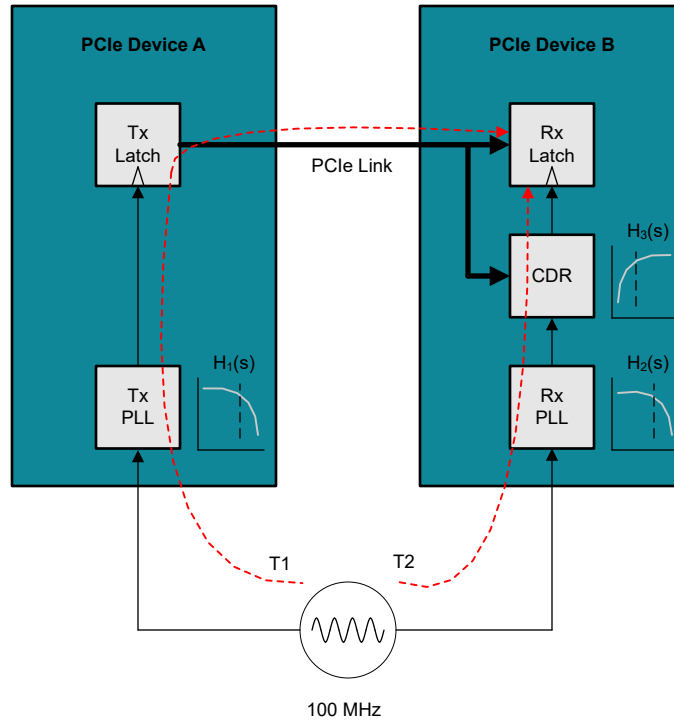 PCIe Device A
PCIe Device B
Tx
Latch
Rx
Latch
PCIe Link
H₃(s)
CDR
H₁(s)
H₂(s)
Tx
PLL
Rx
PLL
T1
T2
100 MHz